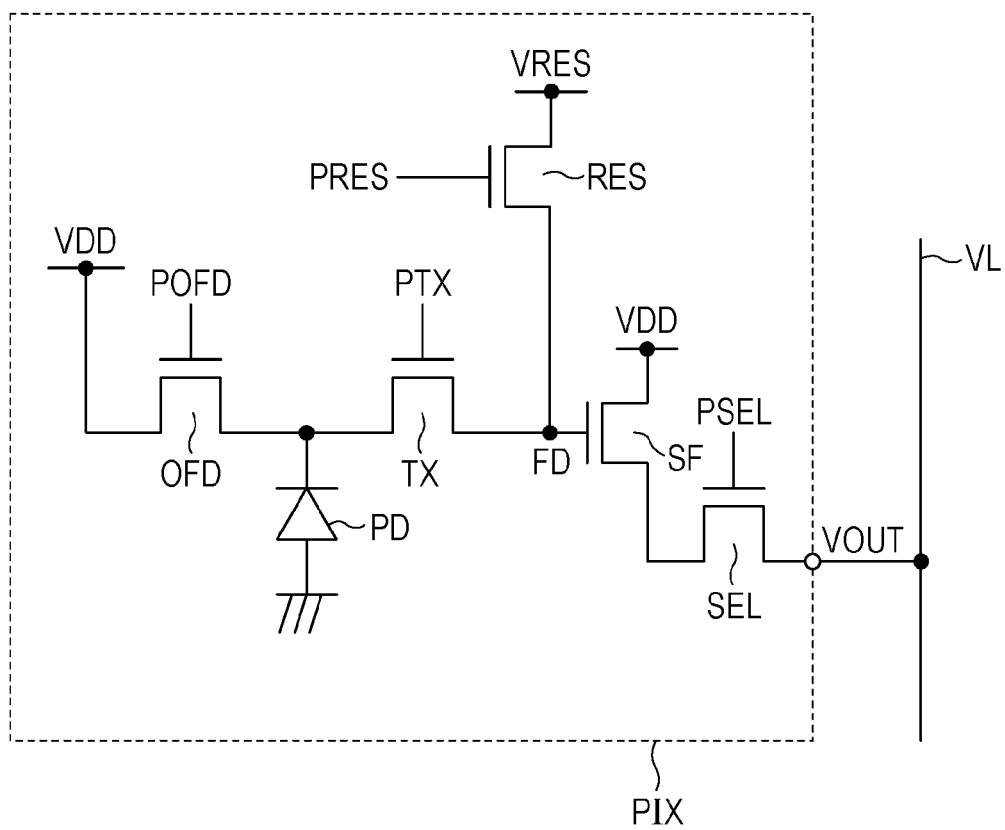 VRES
PRES
RES
VDD
POFD
PTX
VDD
VL
PSEL
OFD
TX
FD
SF
PD
VOUT
SEL
PIX